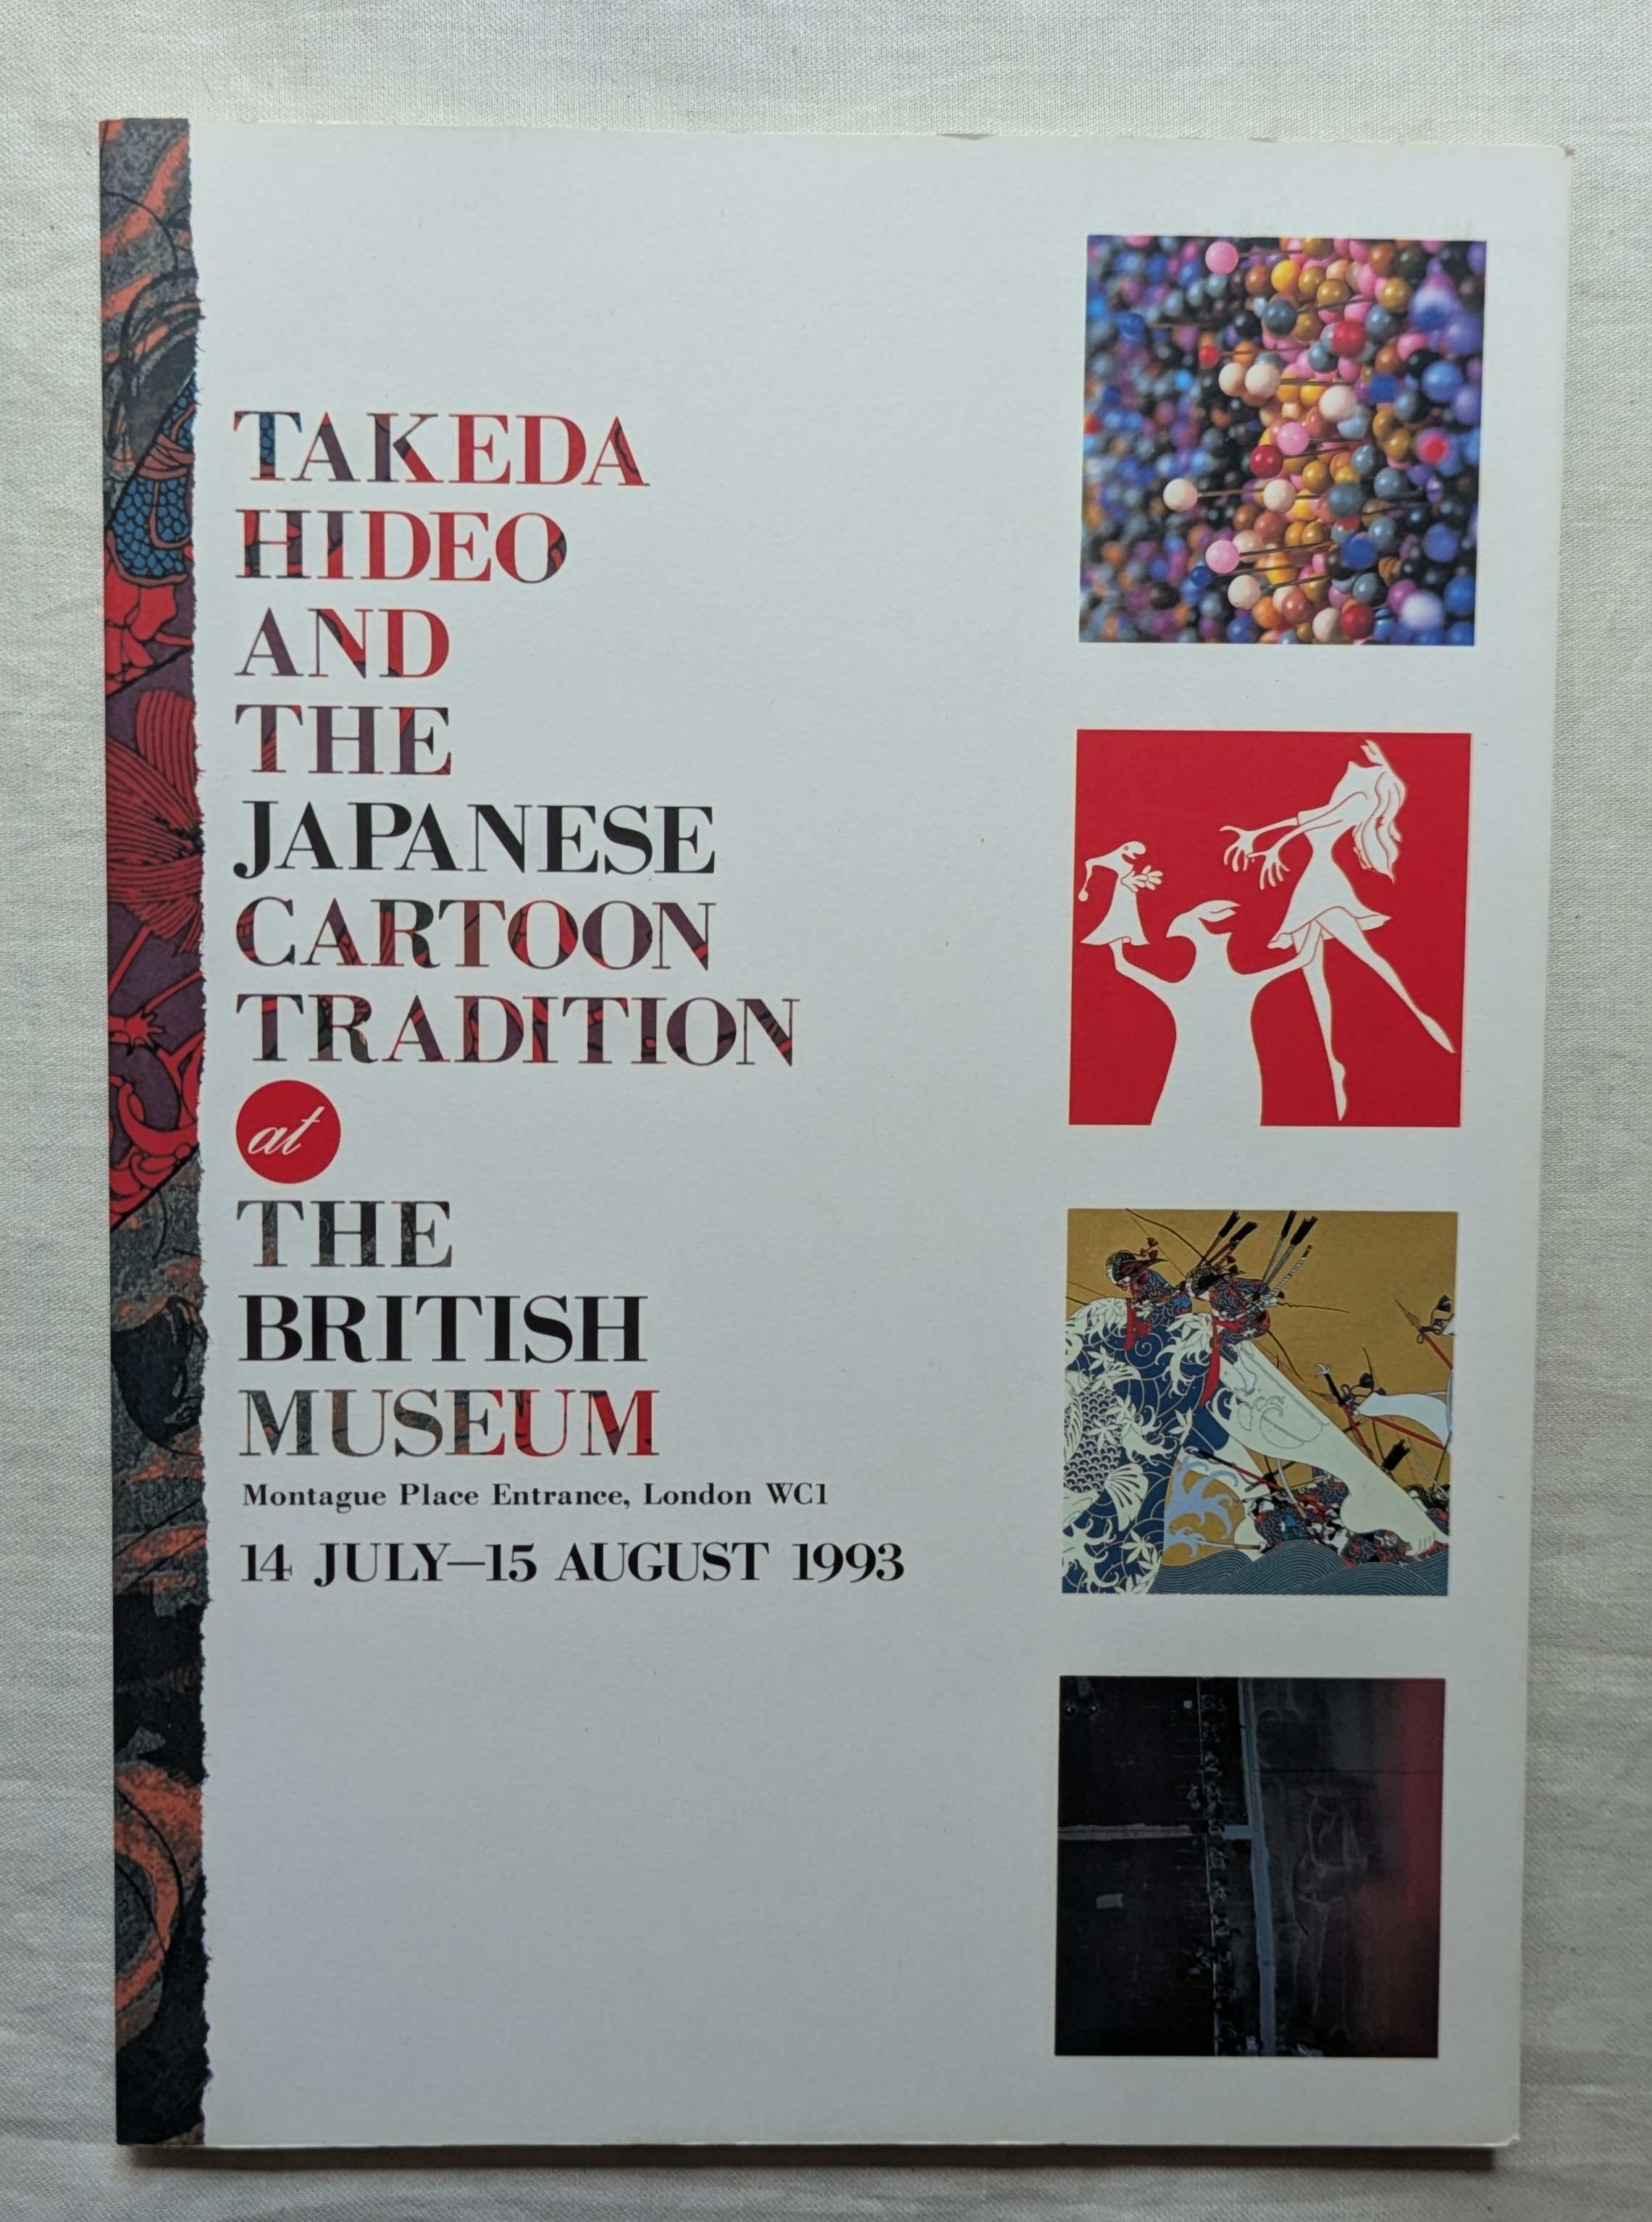 TAKEDA
HIDEO
AND
THE
JAPANESE
CARTOON
TRADITION
at
THE
BRITISH
MUSEUM
Montague Place Entrance, London WC1
14 JULY—15 AUGUST 1993